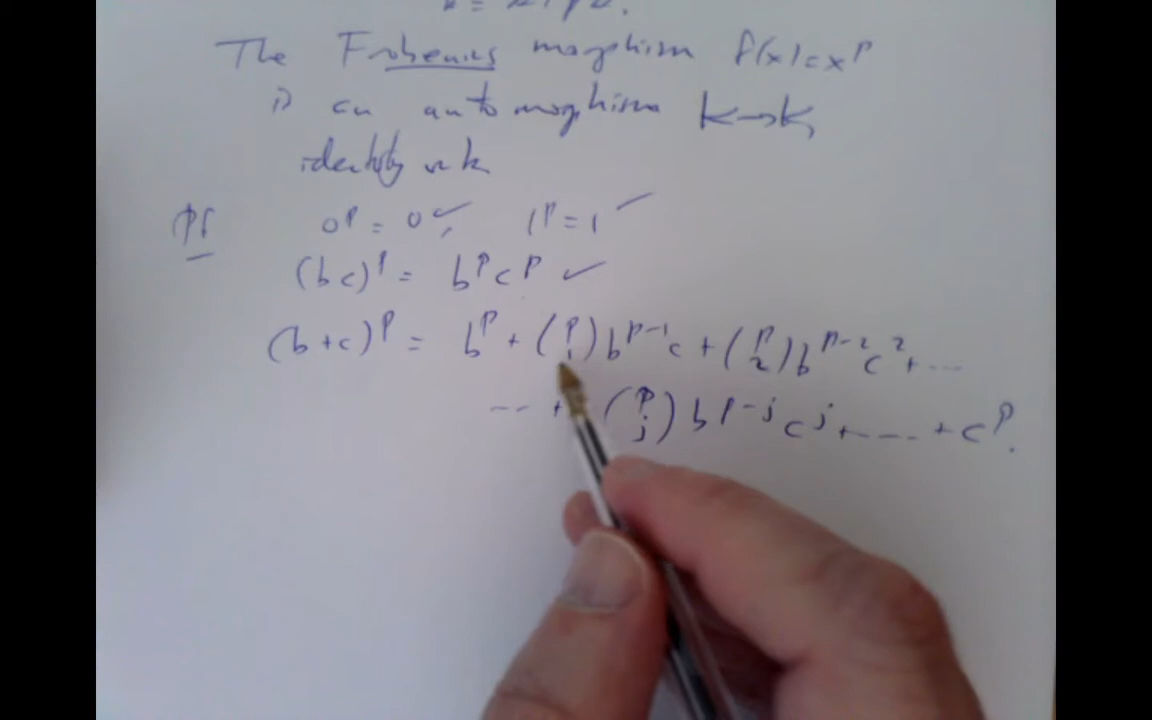 k = Z/pZ.
The Frobenius morphism f(x)=x^p
is an automorphism K→K,
identity on k
Pf 0^p = 0 ✓, 1^p = 1 ✓
(bc)^p = b^p c^p ✓
(b+c)^p = b^p + (p 1) b^{p-1} c + (p 2) b^{p-2} c^2 + ...
... + (p j) b^{p-j} c^j + ... + c^p.